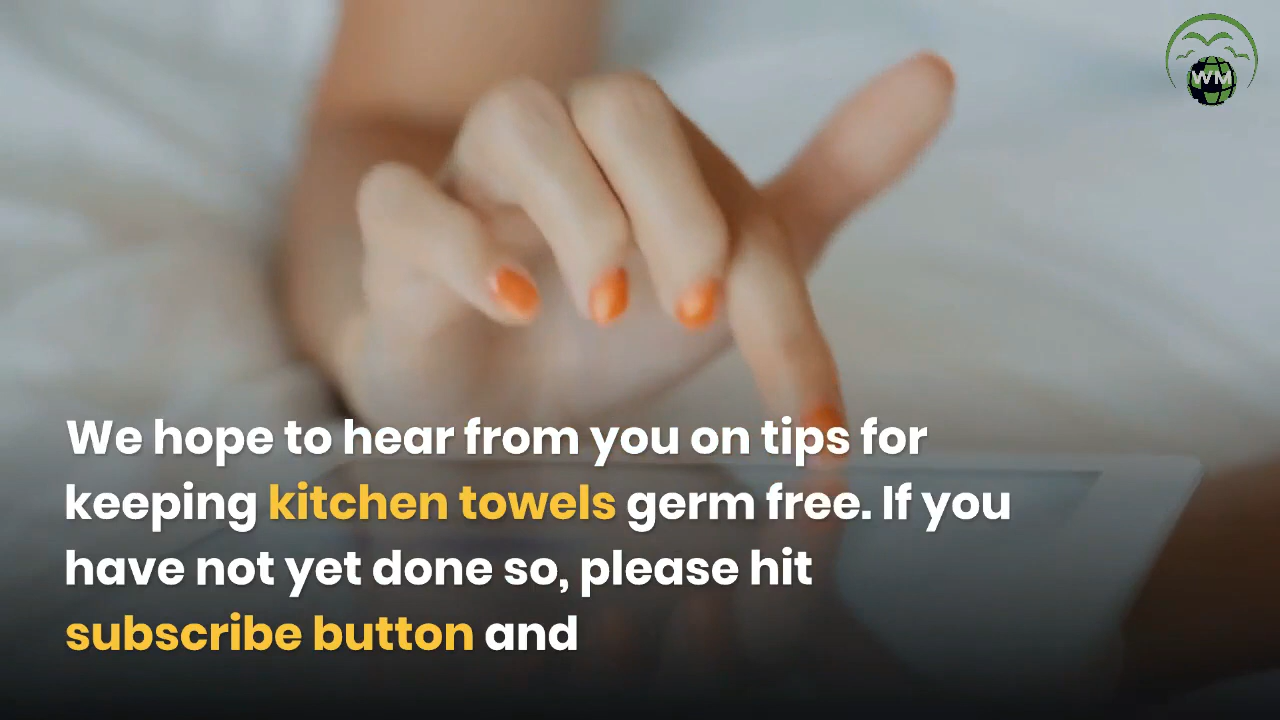 WM
We hope to hear from you on tips for
keeping kitchen towels germ free. If you
have not yet done so, please hit
subscribe button and